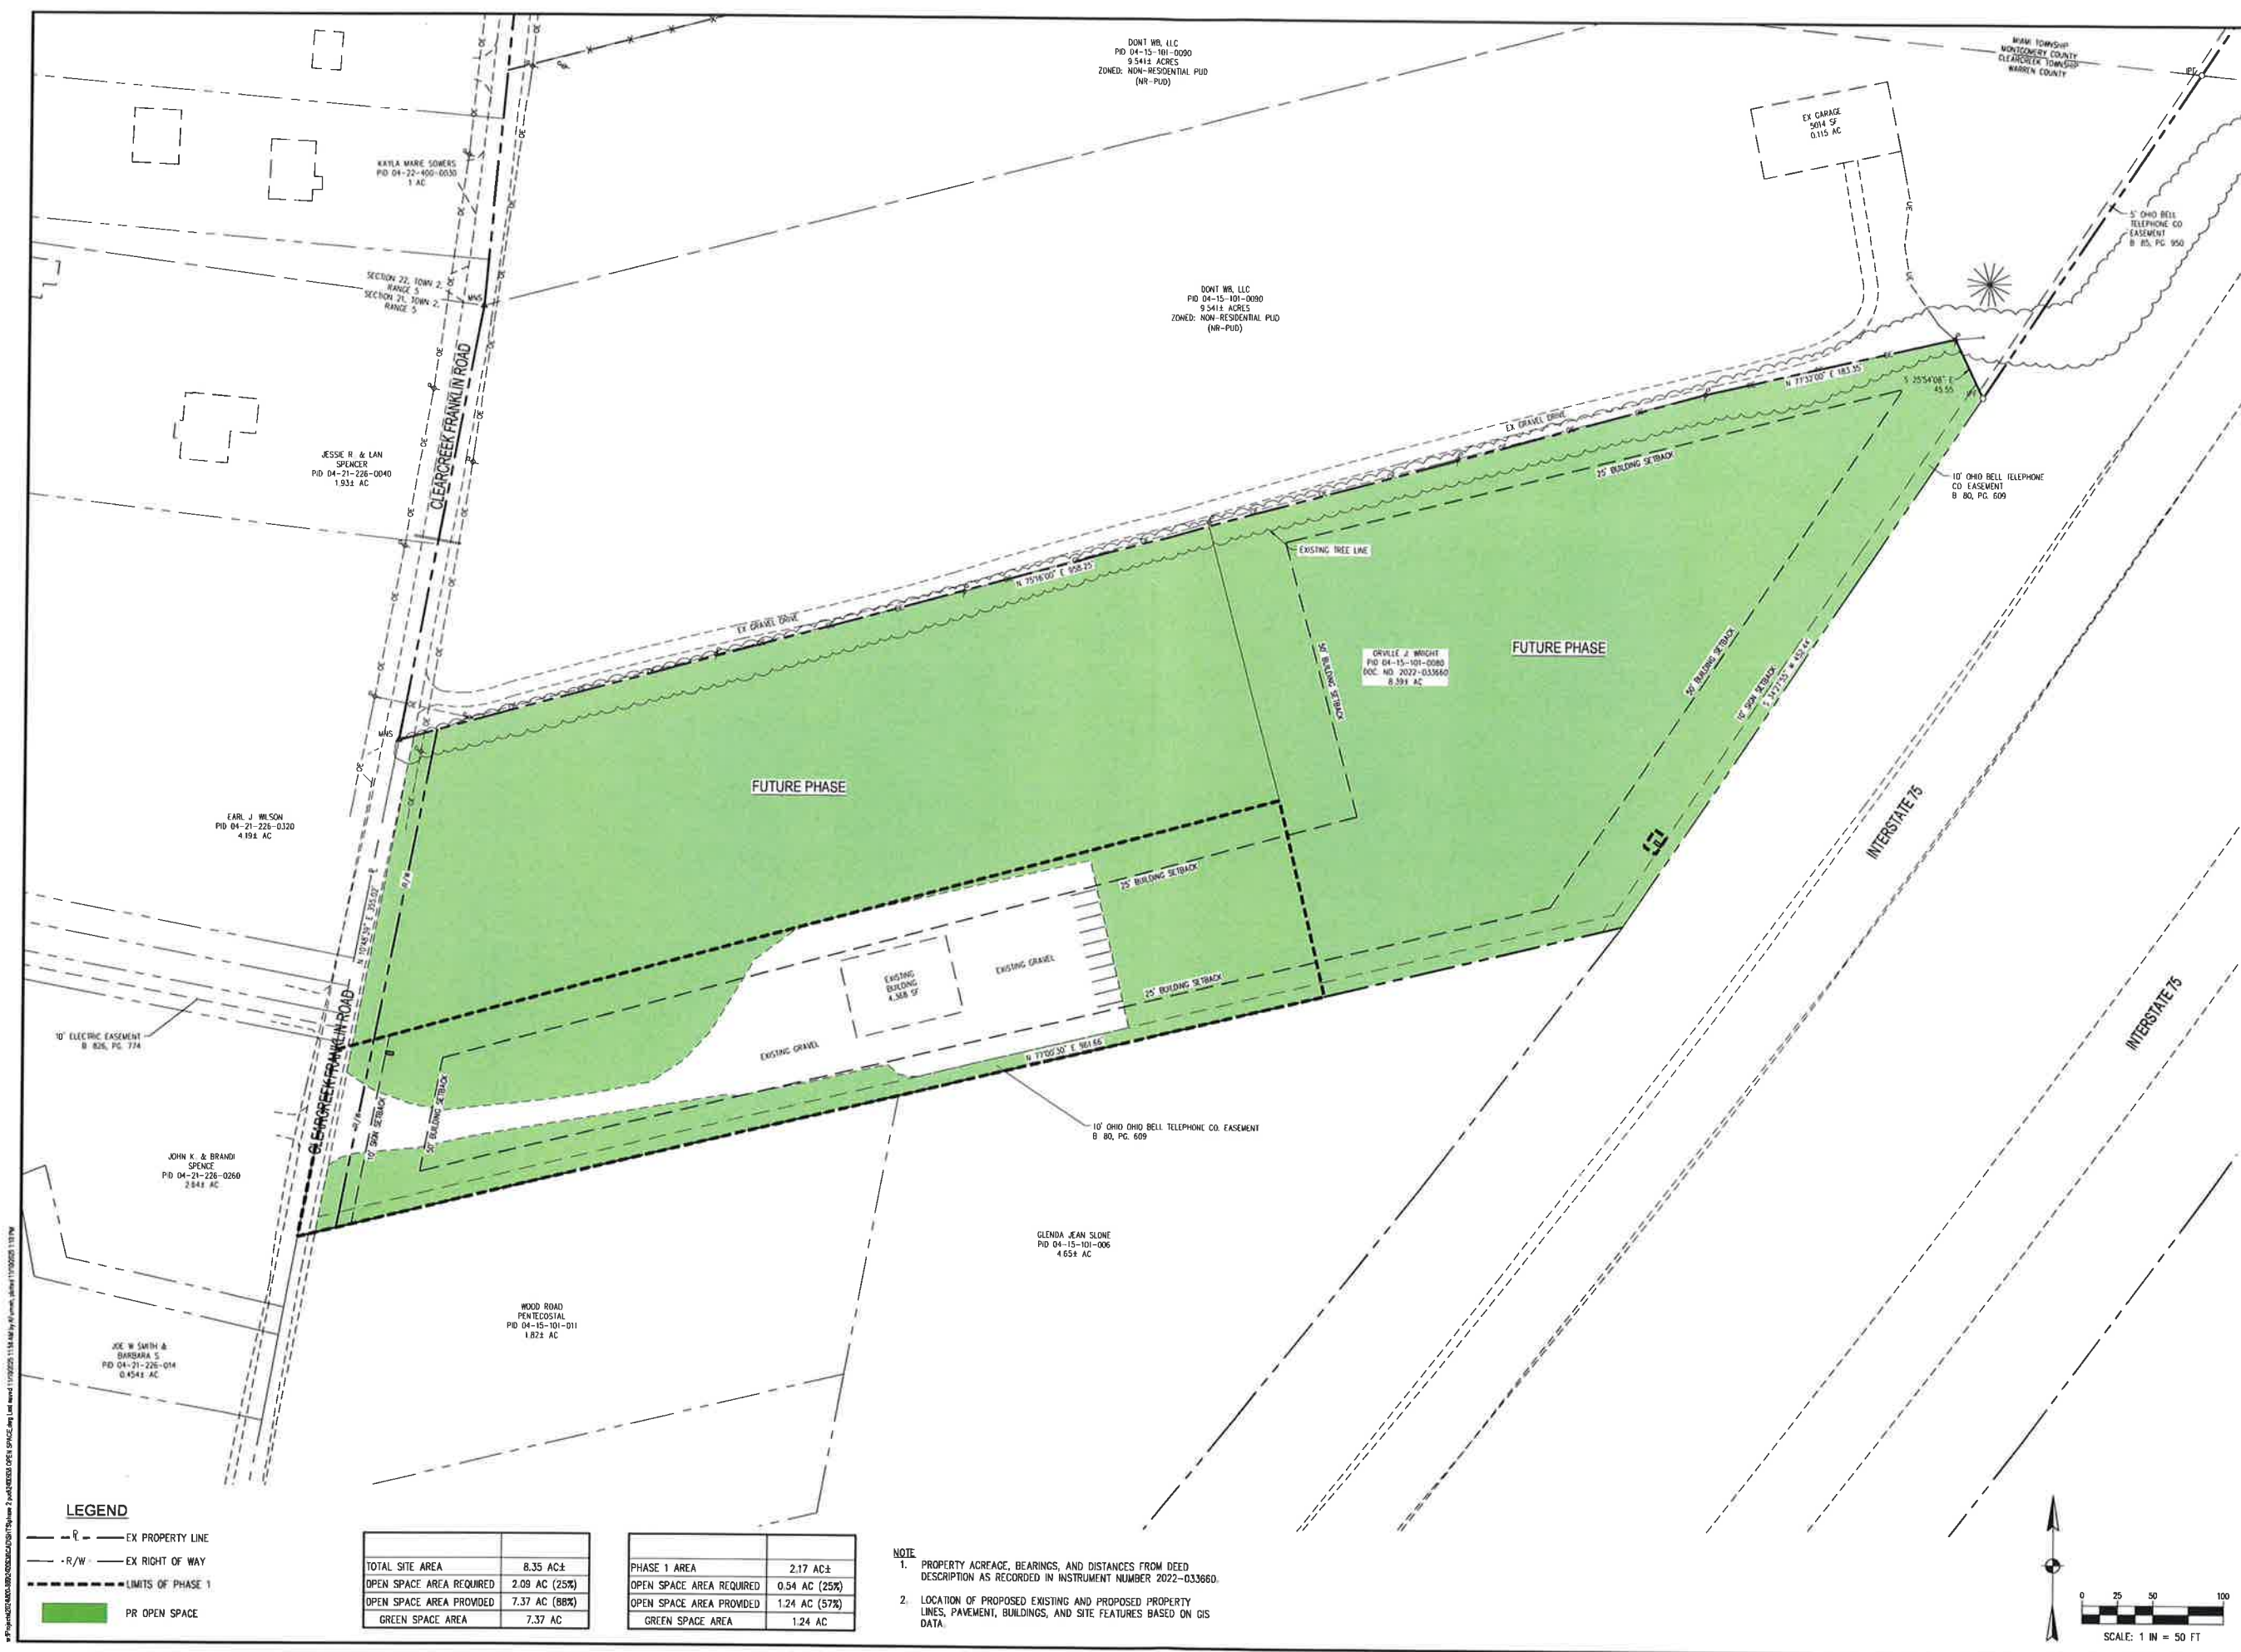 DONT WB, LLC
PID 04-15-101-0090
9.541± ACRES
ZONED: NON-RESIDENTIAL PUD
(NR-PUD)
MIAMI TOWNSHIP
MONTGOMERY COUNTY
CLEARCREEK TOWNSHIP
WARREN COUNTY
IPF
EX GARAGE
5014 SF
0.115 AC
KAYLA MARIE SOWERS
PID 04-22-400-0030
1 AC
5' OHIO BELL
TELEPHONE CO
EASEMENT
B 85, PG 950
SECTION 22, TOWN 2,
RANGE 5
SECTION 21, TOWN 2,
RANGE 5
MNS
DONT WB, LLC
PID 04-15-101-0090
9.541± ACRES
ZONED: NON-RESIDENTIAL PUD
(NR-PUD)
CLEARCREEK FRANKLIN ROAD
JESSIE R. & LAN
SPENCER
PID 04-21-226-0040
1.93± AC
N 77°32'00" E 183.35'
S 25°54'08" E
45.55
IPF
EX GRAVEL DRIVE
25' BUILDING SETBACK
10' OHIO BELL TELEPHONE
CO EASEMENT
B 80, PG. 609
EXISTING TREE LINE
N 75°16'00" E 958.25'
EX GRAVEL DRIVE
50' BUILDING SETBACK
ORVILLE J. WRIGHT
PID 04-15-101-0080
DOC. NO. 2022-033660
8.39± AC
FUTURE PHASE
50' BUILDING SETBACK
10' SIGN SETBACK
S 34°21'55" W 452.44'
MNS
FUTURE PHASE
INTERSTATE 75
EARL J WILSON
PID 04-21-226-0320
4.19± AC
R/W
25' BUILDING SETBACK
EXISTING
BUILDING
4,368 SF
EXISTING GRAVEL
25' BUILDING SETBACK
INTERSTATE 75
10' ELECTRIC EASEMENT
B 826, PG. 774
CLEARCREEK FRANKLIN ROAD
EXISTING GRAVEL
N 77°00'30" E 961.66'
R/W
10' SIGN SETBACK
50' BUILDING SETBACK
10' OHIO OHIO BELL TELEPHONE CO. EASEMENT
B 80, PG. 609
JOHN K. & BRANDI
SPENCE
PID 04-21-226-0260
2.84± AC
GLENDA JEAN SLONE
PID 04-15-101-006
4.65± AC
WOOD ROAD
PENTECOSTAL
PID 04-15-101-011
1.82± AC
JOE W SMITH &
BARBARA S
PID 04-21-226-014
0.454± AC
LEGEND
EX PROPERTY LINE
R/W EX RIGHT OF WAY
LIMITS OF PHASE 1
PR OPEN SPACE
TOTAL SITE AREA 8.35 AC±
OPEN SPACE AREA REQUIRED 2.09 AC (25%)
OPEN SPACE AREA PROVIDED 7.37 AC (88%)
GREEN SPACE AREA 7.37 AC
PHASE 1 AREA 2.17 AC±
OPEN SPACE AREA REQUIRED 0.54 AC (25%)
OPEN SPACE AREA PROVIDED 1.24 AC (57%)
GREEN SPACE AREA 1.24 AC
NOTE
1. PROPERTY ACREAGE, BEARINGS, AND DISTANCES FROM DEED
DESCRIPTION AS RECORDED IN INSTRUMENT NUMBER 2022-033660.
2. LOCATION OF PROPOSED EXISTING AND PROPOSED PROPERTY
LINES, PAVEMENT, BUILDINGS, AND SITE FEATURES BASED ON GIS
DATA.
0 25 50 100
SCALE: 1 IN = 50 FT